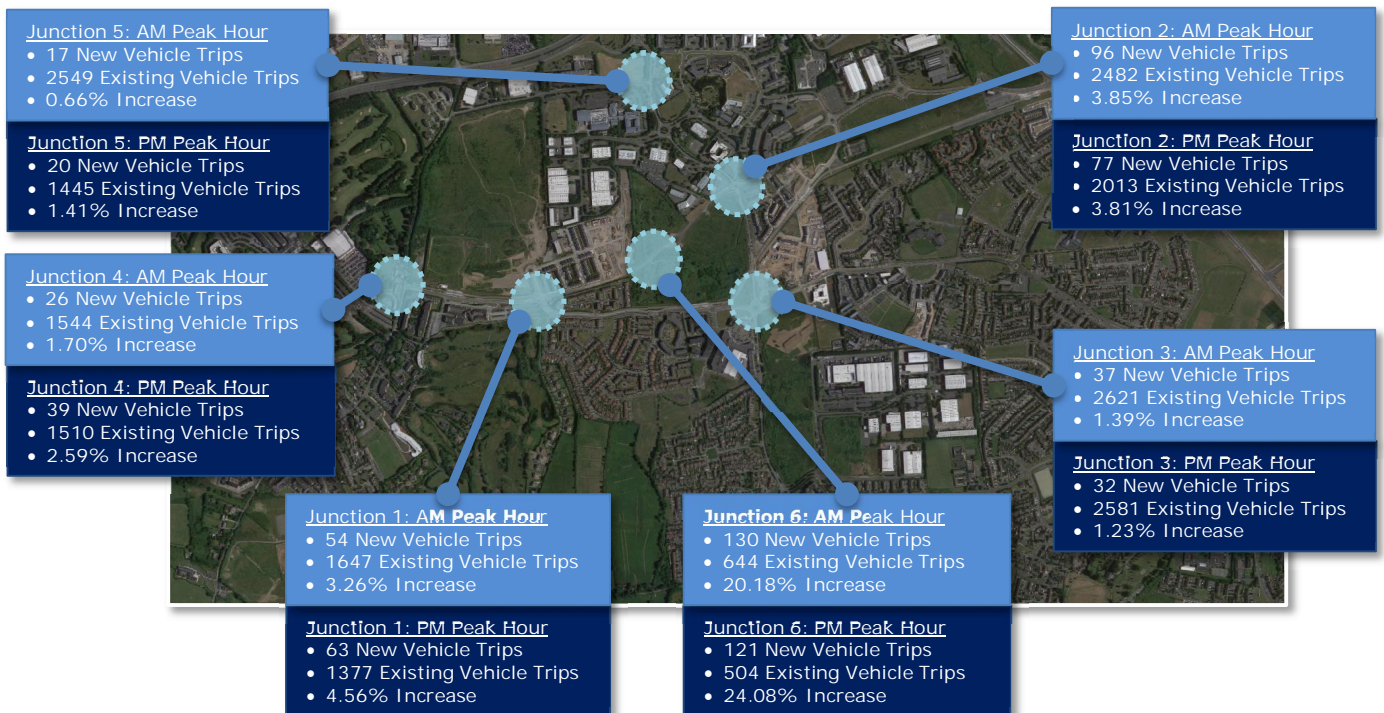 Junction 5: AM Peak Hour
• 17 New Vehicle Trips
• 2549 Existing Vehicle Trips
• 0.66% Increase
Junction 5: PM Peak Hour
• 20 New Vehicle Trips
• 1445 Existing Vehicle Trips
• 1.41% Increase
Junction 2: AM Peak Hour
• 96 New Vehicle Trips
• 2482 Existing Vehicle Trips
• 3.85% Increase
Junction 2: PM Peak Hour
• 77 New Vehicle Trips
• 2013 Existing Vehicle Trips
• 3.81% Increase
Junction 4: AM Peak Hour
• 26 New Vehicle Trips
• 1544 Existing Vehicle Trips
• 1.70% Increase
Junction 4: PM Peak Hour
• 39 New Vehicle Trips
• 1510 Existing Vehicle Trips
• 2.59% Increase
Junction 3: AM Peak Hour
• 37 New Vehicle Trips
• 2621 Existing Vehicle Trips
• 1.39% Increase
Junction 3: PM Peak Hour
• 32 New Vehicle Trips
• 2581 Existing Vehicle Trips
• 1.23% Increase
Junction 1: AM Peak Hour
• 54 New Vehicle Trips
• 1647 Existing Vehicle Trips
• 3.26% Increase
Junction 1: PM Peak Hour
• 63 New Vehicle Trips
• 1377 Existing Vehicle Trips
• 4.56% Increase
Junction 6: AM Peak Hour
• 130 New Vehicle Trips
• 644 Existing Vehicle Trips
• 20.18% Increase
Junction 6: PM Peak Hour
• 121 New Vehicle Trips
• 504 Existing Vehicle Trips
• 24.08% Increase